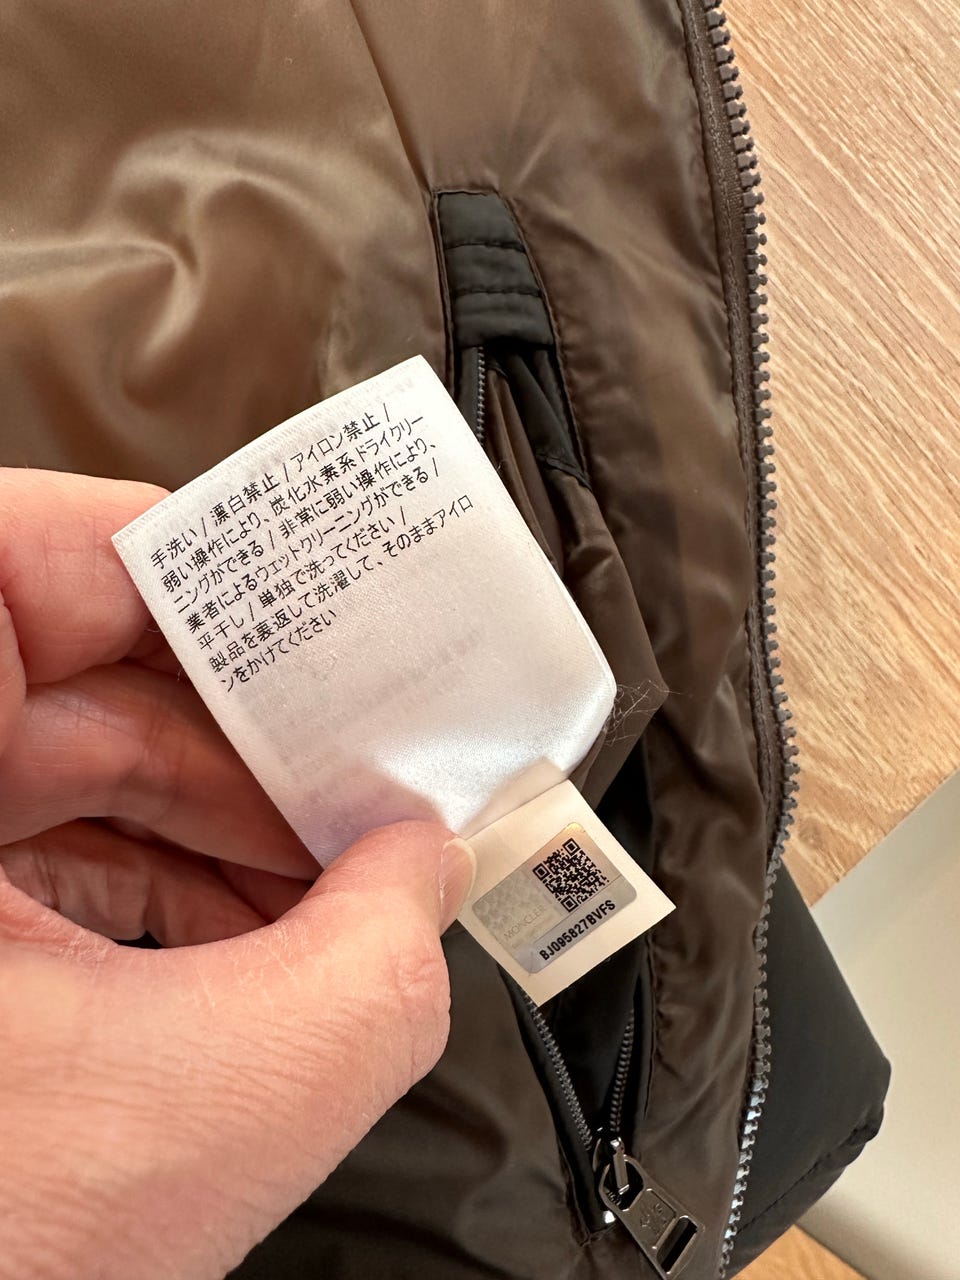 手洗い / 漂白禁止 / アイロン禁止 /
弱い操作により、炭化水素系ドライクリー
ニングができる / 非常に弱い操作により、
業者によるウェットクリーニングができる /
平干し / 単独で洗ってください /
製品を裏返して洗濯して、そのままアイロ
ンをかけてください
MONCLER
BJ095827BVFS